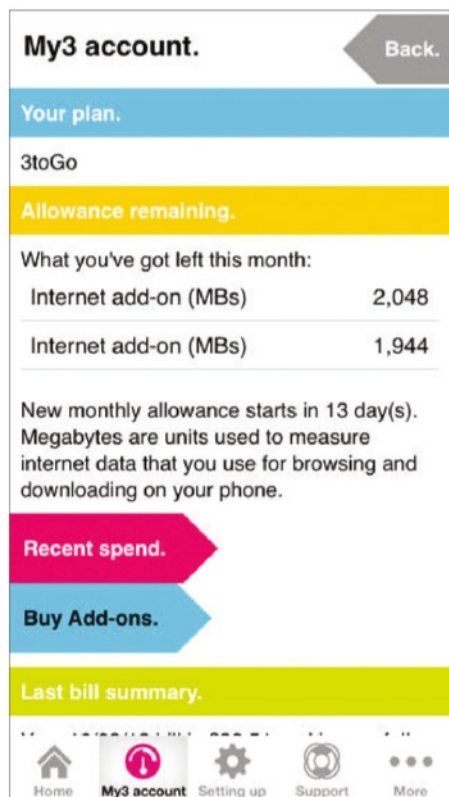 My3 account.
Back.
Your plan.
3toGo
Allowance remaining.
What you've got left this month:
Internet add-on (MBs) 2,048
Internet add-on (MBs) 1,944
New monthly allowance starts in 13 day(s).
Megabytes are units used to measure
internet data that you use for browsing and
downloading on your phone.
Recent spend.
Buy Add-ons.
Last bill summary.
Home
My3 account
Setting up
Support
More